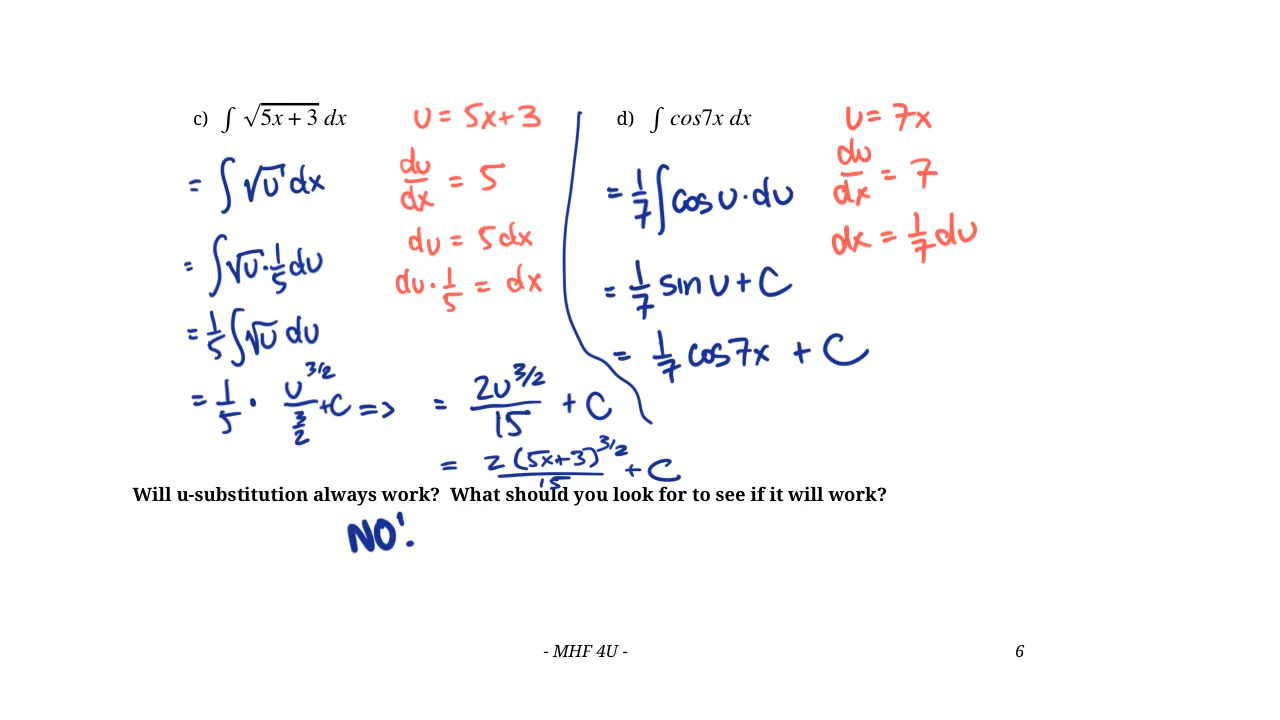 c) ∫ √5x + 3 dx
u = 5x+3
= ∫ √u dx
du/dx = 5
du = 5dx
= ∫ √u · 1/5 du
du · 1/5 = dx
= 1/5 ∫ √u du
= 1/5 · u^3/2 / 3/2 + C =>
= 2u^3/2 / 15 + C
= 2(5x+3)^3/2 / 15 + C
d) ∫ cos7x dx
u = 7x
du/dx = 7
= 1/7 ∫ cos u · du
dx = 1/7 du
= 1/7 sin u + C
= 1/7 cos7x + C
Will u-substitution always work? What should you look for to see if it will work?
NO!
- MHF 4U -
6